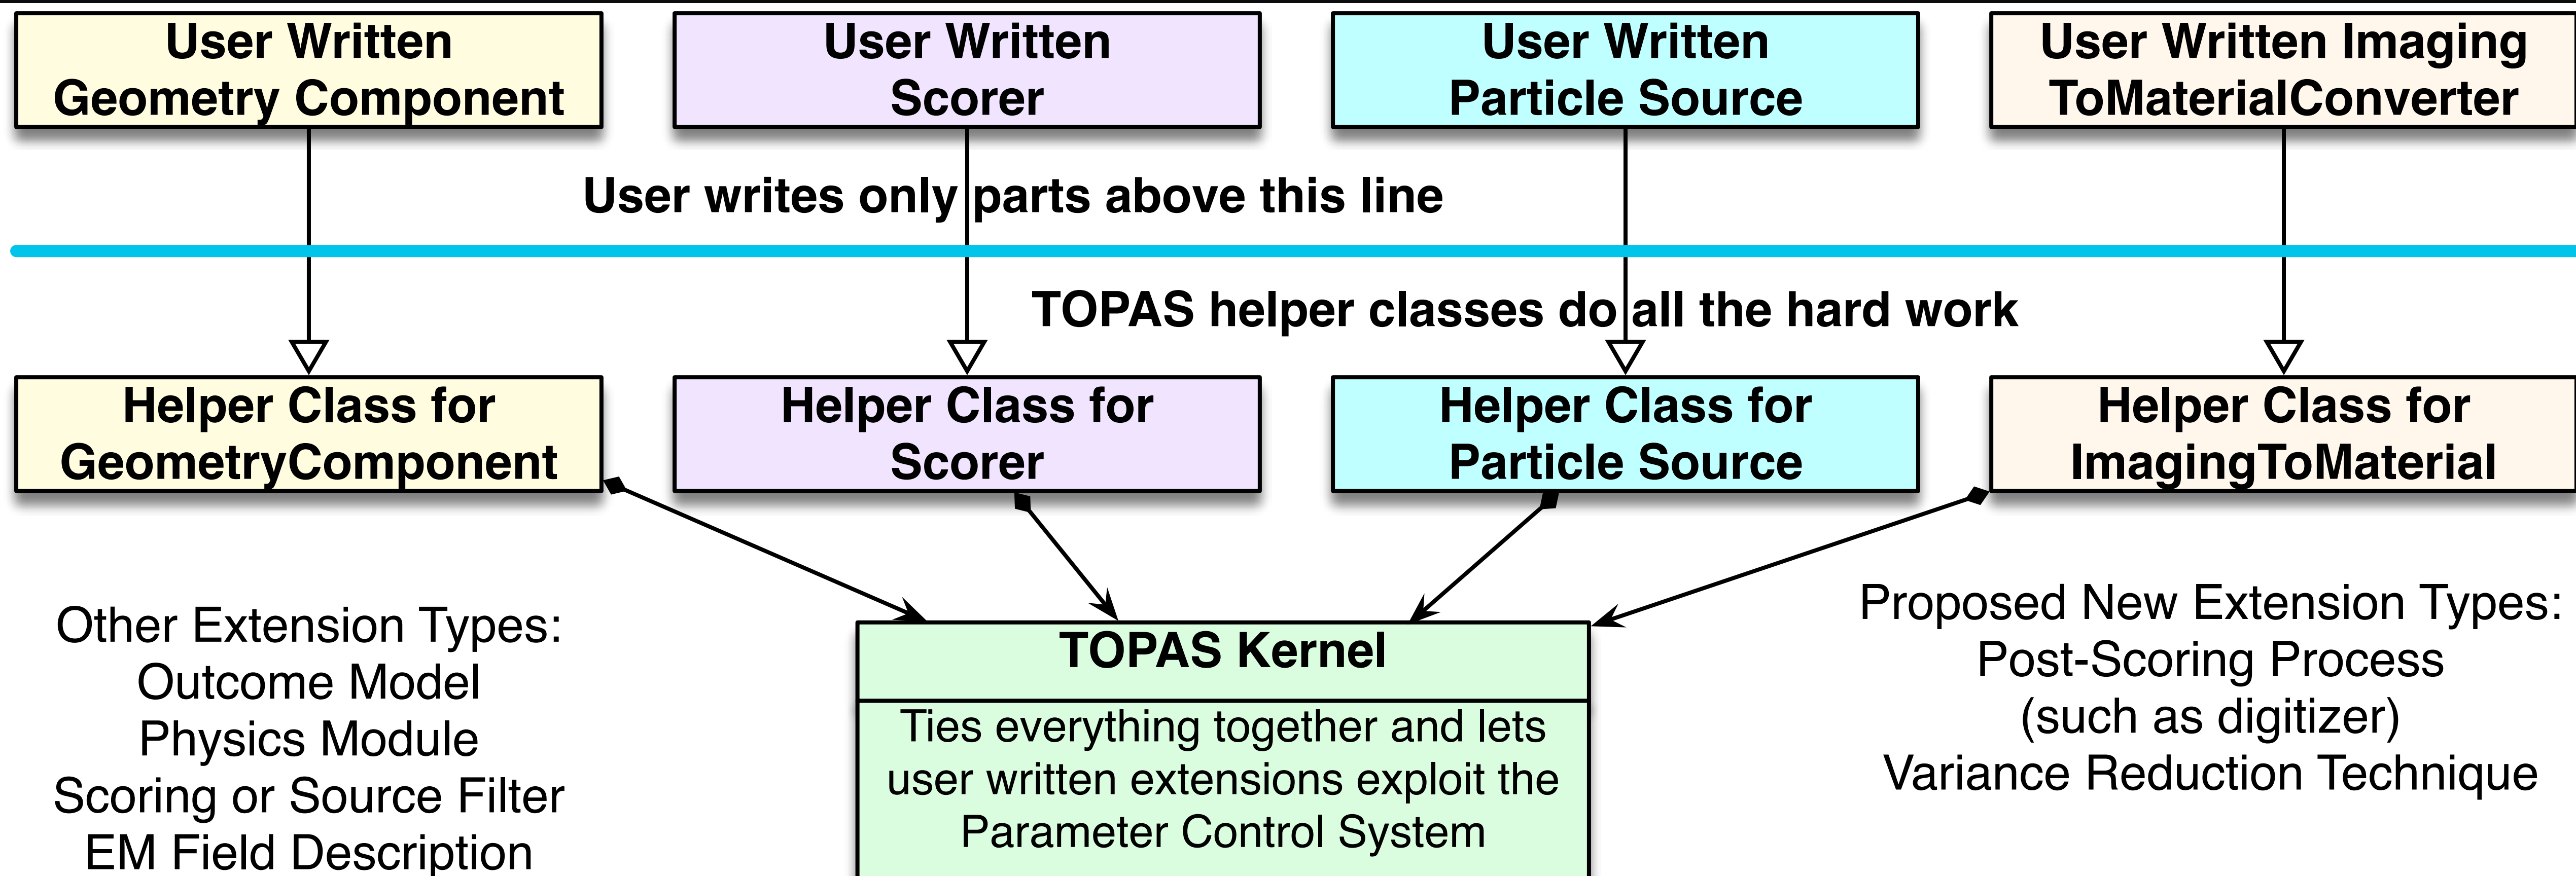 User Written
Geometry Component
User Written
Scorer
User Written
Particle Source
User Written Imaging
ToMaterialConverter
User writes only parts above this line
TOPAS helper classes do all the hard work
Helper Class for
GeometryComponent
Helper Class for
Scorer
Helper Class for
Particle Source
Helper Class for
ImagingToMaterial
Other Extension Types:
Outcome Model
Physics Module
Scoring or Source Filter
EM Field Description
TOPAS Kernel
Ties everything together and lets
user written extensions exploit the
Parameter Control System
Proposed New Extension Types:
Post-Scoring Process
(such as digitizer)
Variance Reduction Technique